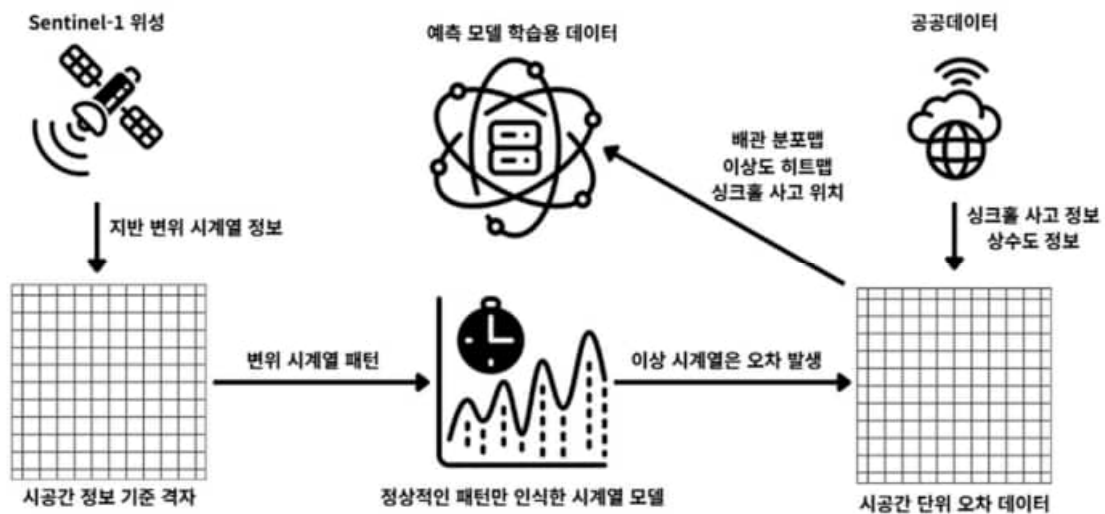 Sentinel-1 위성
예측 모델 학습용 데이터
공공데이터
배관 분포맵
이상도 히트맵
싱크홀 사고 위치
지반 변위 시계열 정보
싱크홀 사고 정보
상수도 정보
변위 시계열 패턴
이상 시계열은 오차 발생
시공간 정보 기준 격자
정상적인 패턴만 인식한 시계열 모델
시공간 단위 오차 데이터